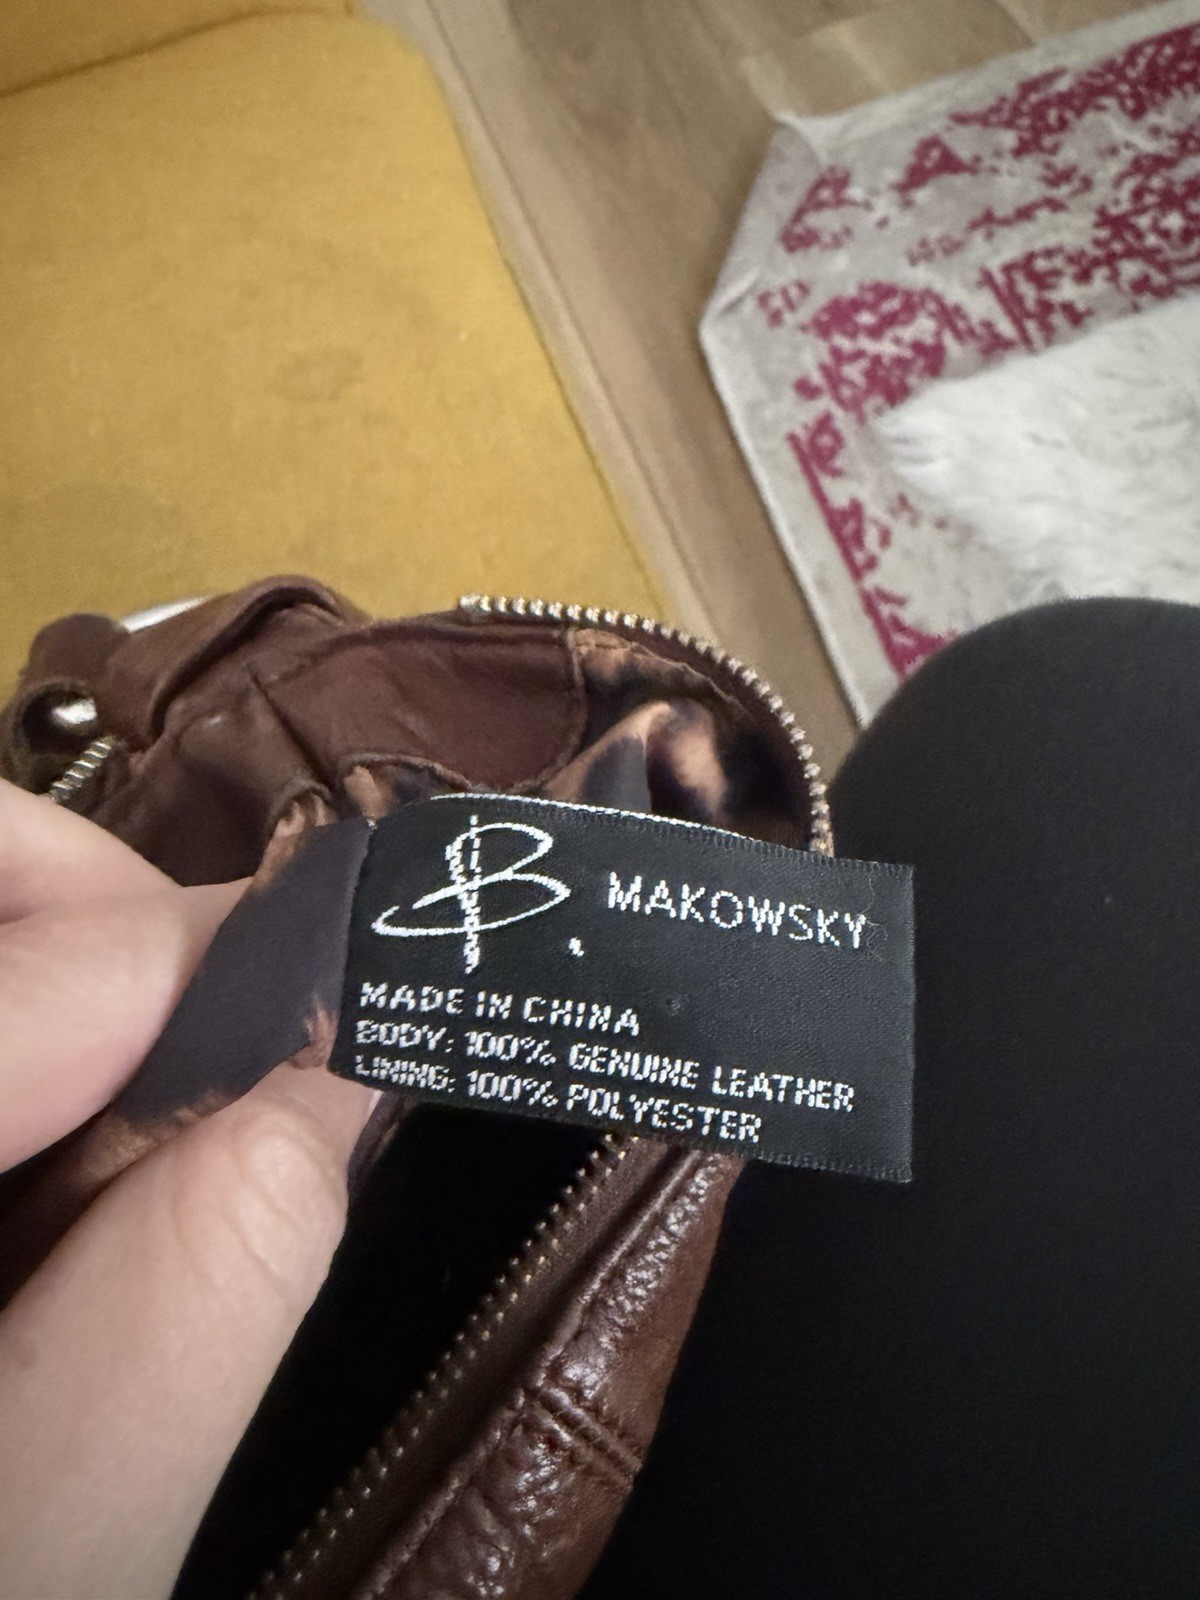 B. MAKOWSKY
MADE IN CHINA
BODY: 100% GENUINE LEATHER
LINING: 100% POLYESTER